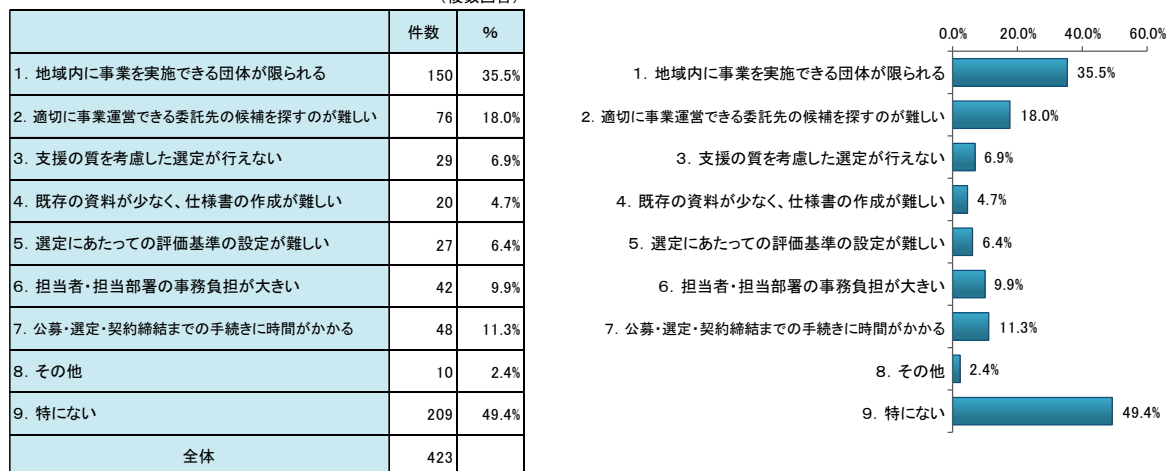 (複数回答)
件数 %
1. 地域内に事業を実施できる団体が限られる 150 35.5%
2. 適切に事業運営できる委託先の候補を探すのが難しい 76 18.0%
3. 支援の質を考慮した選定が行えない 29 6.9%
4. 既存の資料が少なく、仕様書の作成が難しい 20 4.7%
5. 選定にあたっての評価基準の設定が難しい 27 6.4%
6. 担当者・担当部署の事務負担が大きい 42 9.9%
7. 公募・選定・契約締結までの手続きに時間がかかる 48 11.3%
8. その他 10 2.4%
9. 特にない 209 49.4%
全体 423
0.0% 20.0% 40.0% 60.0%
1. 地域内に事業を実施できる団体が限られる 35.5%
2. 適切に事業運営できる委託先の候補を探すのが難しい 18.0%
3. 支援の質を考慮した選定が行えない 6.9%
4. 既存の資料が少なく、仕様書の作成が難しい 4.7%
5. 選定にあたっての評価基準の設定が難しい 6.4%
6. 担当者・担当部署の事務負担が大きい 9.9%
7. 公募・選定・契約締結までの手続きに時間がかかる 11.3%
8. その他 2.4%
9. 特にない 49.4%